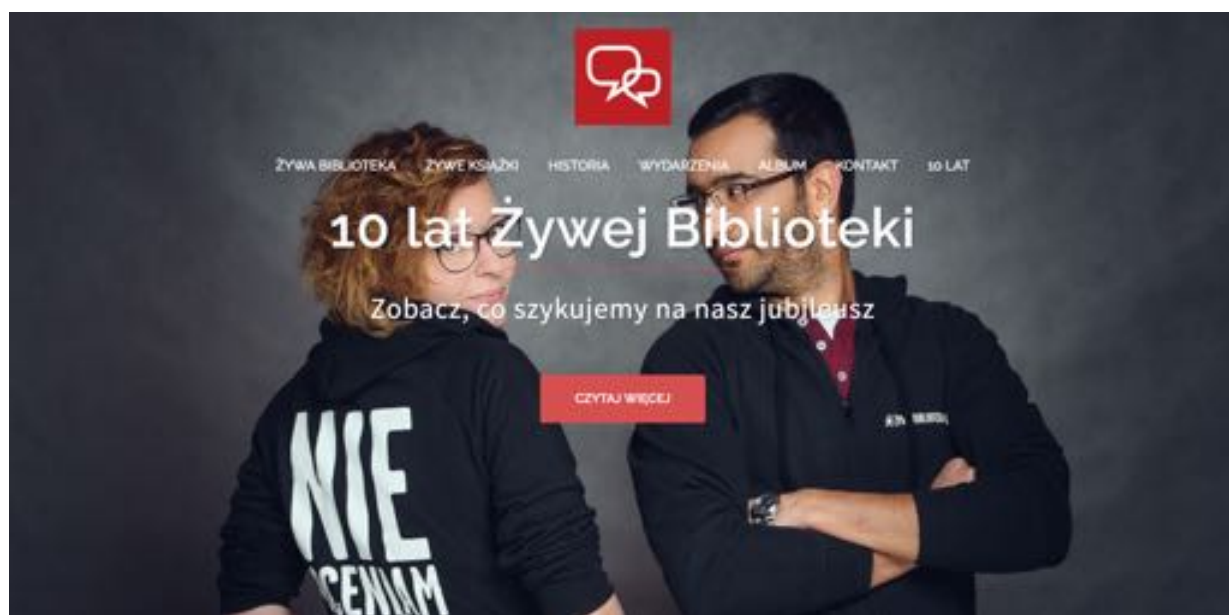 ŻYWA BIBLIOTEKA ŻYWE KSIĄŻKI HISTORIA WYDARZENIA ALBUM KONTAKT 10 LAT
10 lat Żywej Biblioteki
Zobacz, co szykujemy na nasz jubileusz
CZYTAJ WIĘCEJ
NIE
OCENIAM